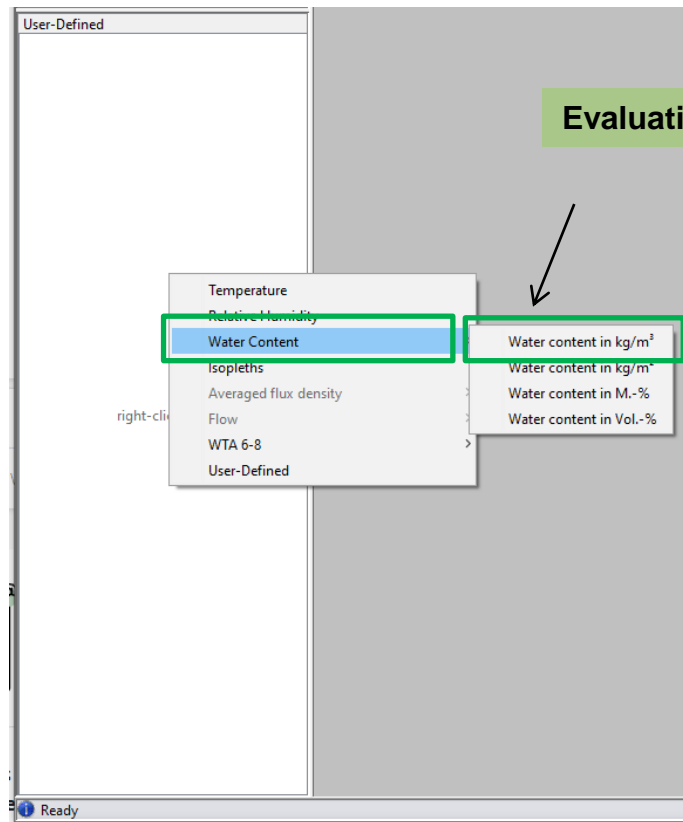 User-Defined
Evaluati
Temperature
Relative Humidity
Water Content
Water content in kg/m³
Isopleths
Water content in kg/m²
Averaged flux density
Water content in M.-%
right-cli
Flow
Water content in Vol.-%
WTA 6-8
User-Defined
Ready